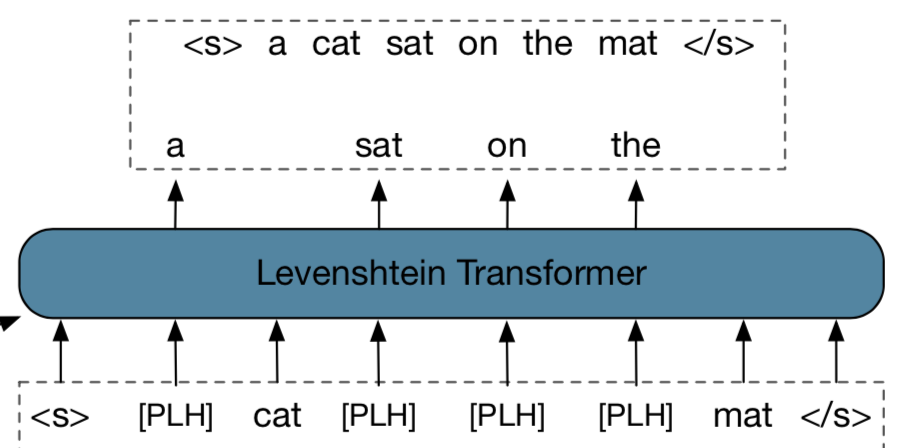 <s> a cat sat on the mat </s>
a sat on the
Levenshtein Transformer
<s> [PLH] cat [PLH] [PLH] [PLH] mat </s>